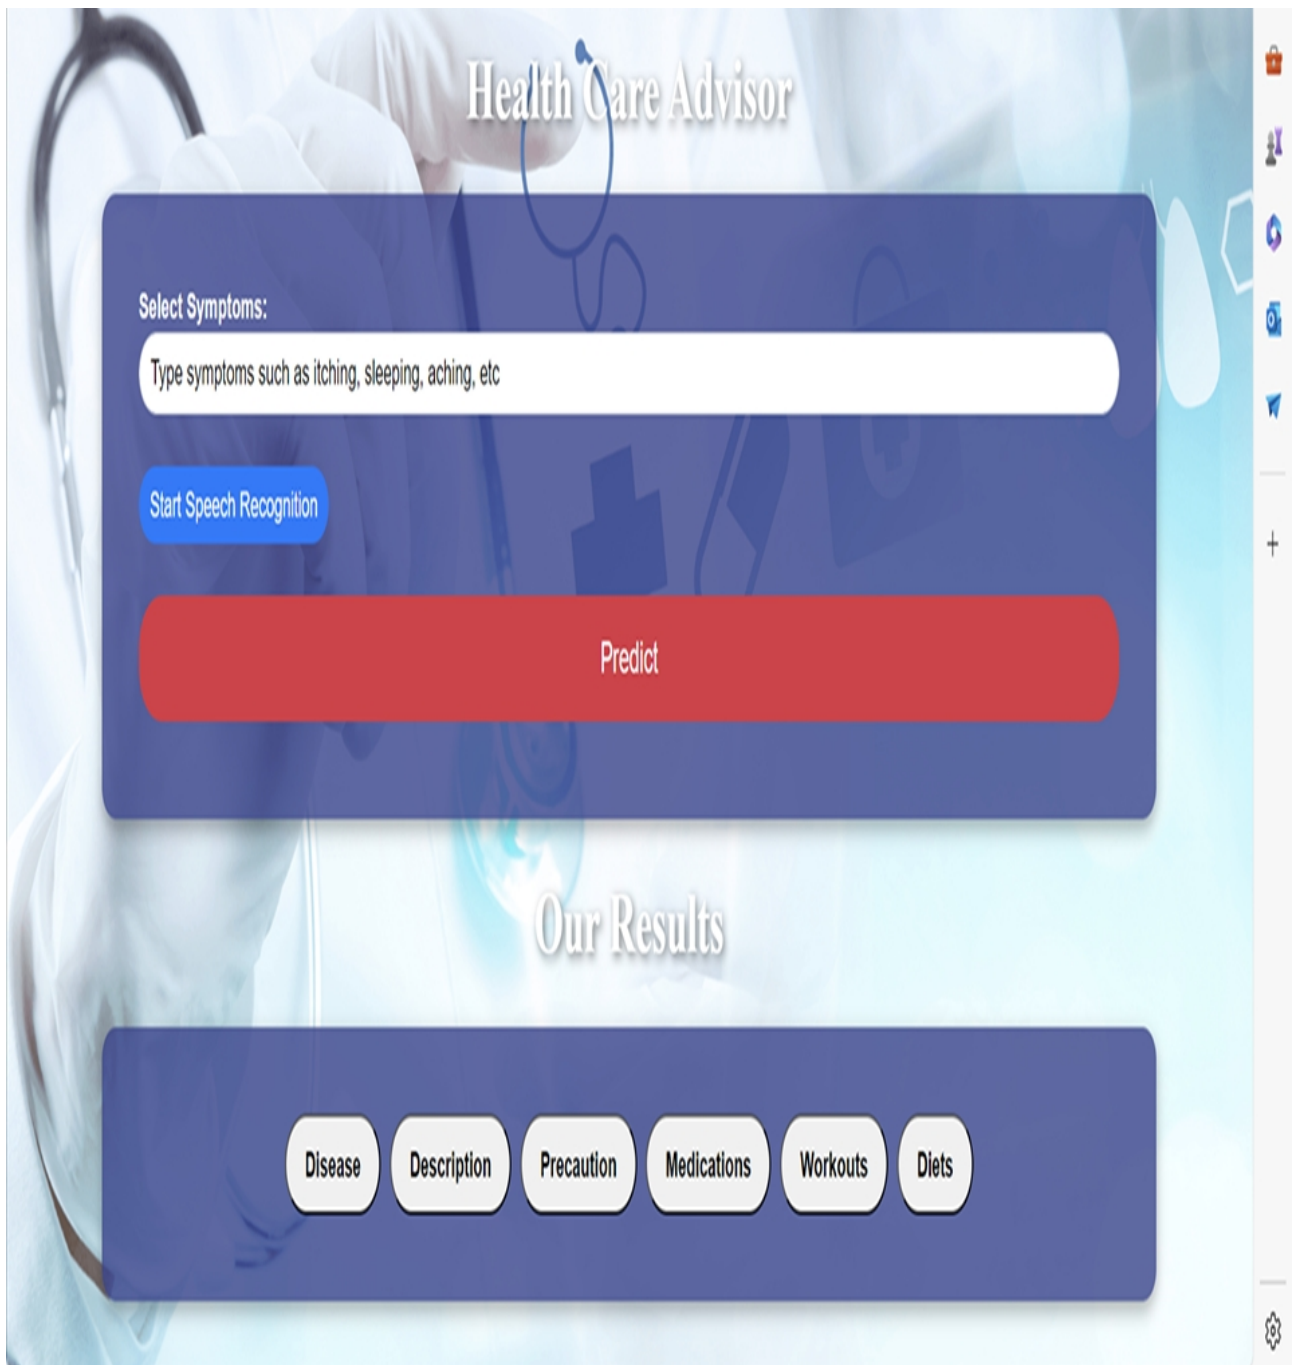 Health Care Advisor
Select Symptoms:
Type symptoms such as itching, sleeping, aching, etc
Start Speech Recognition
Predict
Our Results
Disease Description Precaution Medications Workouts Diets